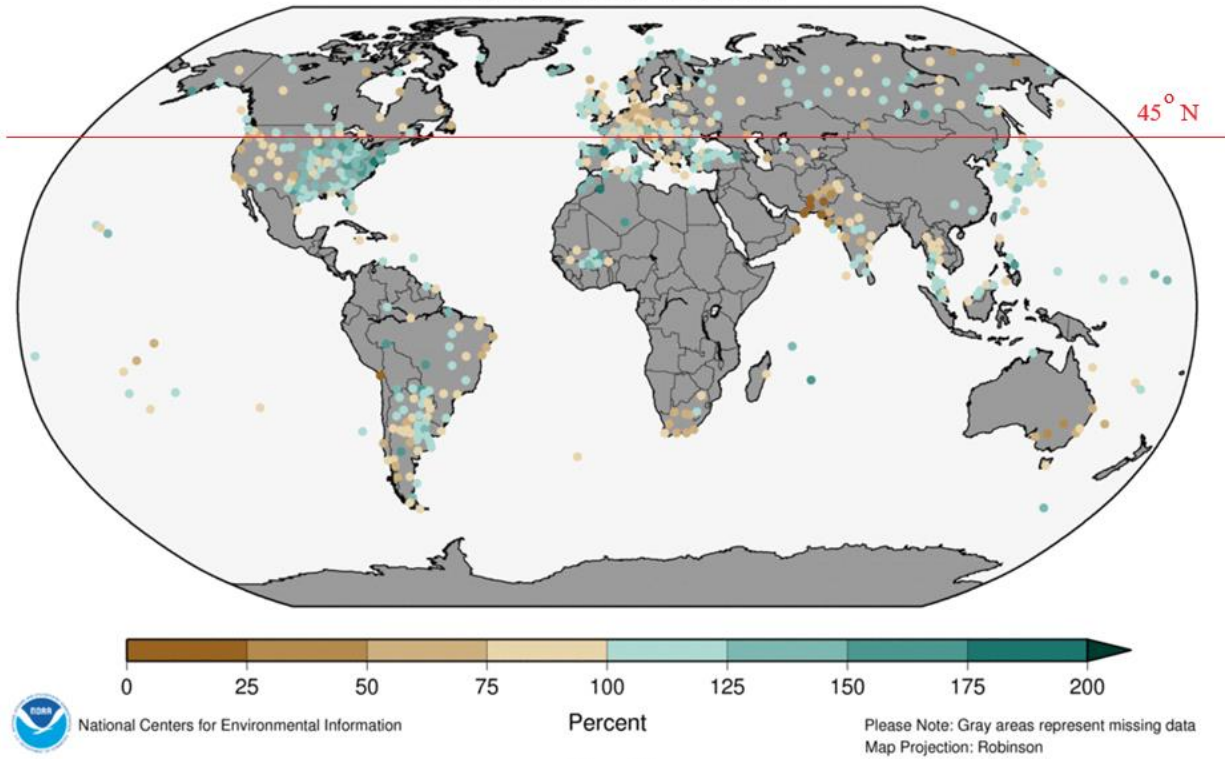 45° N
0 25 50 75 100 125 150 175 200
NOAA
National Centers for Environmental Information
Percent
Please Note: Gray areas represent missing data
Map Projection: Robinson